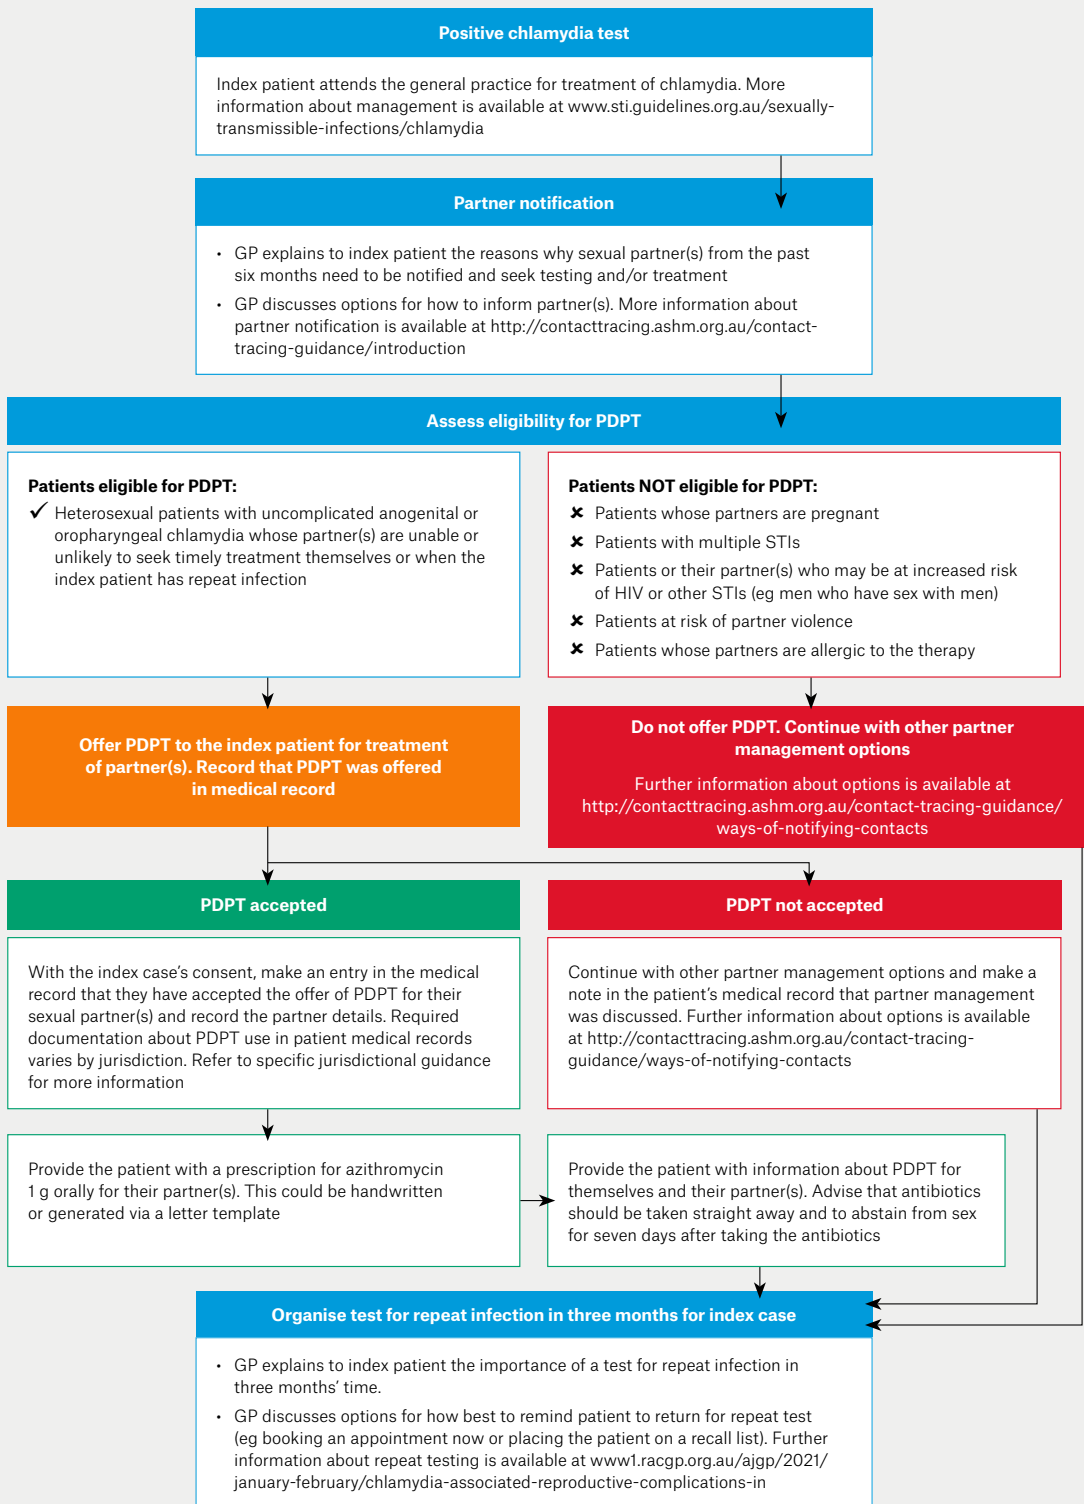 Positive chlamydia test
Index patient attends the general practice for treatment of chlamydia. More
information about management is available at www.sti.guidelines.org.au/sexually-
transmissible-infections/chlamydia
Partner notification
• GP explains to index patient the reasons why sexual partner(s) from the past
six months need to be notified and seek testing and/or treatment
• GP discusses options for how to inform partner(s). More information about
partner notification is available at http://contacttracing.ashm.org.au/contact-
tracing-guidance/introduction
Assess eligibility for PDPT
Patients eligible for PDPT:
✓ Heterosexual patients with uncomplicated anogenital or
oropharyngeal chlamydia whose partner(s) are unable or
unlikely to seek timely treatment themselves or when the
index patient has repeat infection
Patients NOT eligible for PDPT:
✘ Patients whose partners are pregnant
✘ Patients with multiple STIs
✘ Patients or their partner(s) who may be at increased risk
of HIV or other STIs (eg men who have sex with men)
✘ Patients at risk of partner violence
✘ Patients whose partners are allergic to the therapy
Offer PDPT to the index patient for treatment
of partner(s). Record that PDPT was offered
in medical record
Do not offer PDPT. Continue with other partner
management options
Further information about options is available at
http://contacttracing.ashm.org.au/contact-tracing-guidance/
ways-of-notifying-contacts
PDPT accepted
With the index case's consent, make an entry in the medical
record that they have accepted the offer of PDPT for their
sexual partner(s) and record the partner details. Required
documentation about PDPT use in patient medical records
varies by jurisdiction. Refer to specific jurisdictional guidance
for more information
PDPT not accepted
Continue with other partner management options and make a
note in the patient's medical record that partner management
was discussed. Further information about options is available
at http://contacttracing.ashm.org.au/contact-tracing-
guidance/ways-of-notifying-contacts
Provide the patient with a prescription for azithromycin
1 g orally for their partner(s). This could be handwritten
or generated via a letter template
Provide the patient with information about PDPT for
themselves and their partner(s). Advise that antibiotics
should be taken straight away and to abstain from sex
for seven days after taking the antibiotics
Organise test for repeat infection in three months for index case
• GP explains to index patient the importance of a test for repeat infection in
three months' time.
• GP discusses options for how best to remind patient to return for repeat test
(eg booking an appointment now or placing the patient on a recall list). Further
information about repeat testing is available at www1.racgp.org.au/ajgp/2021/
january-february/chlamydia-associated-reproductive-complications-in